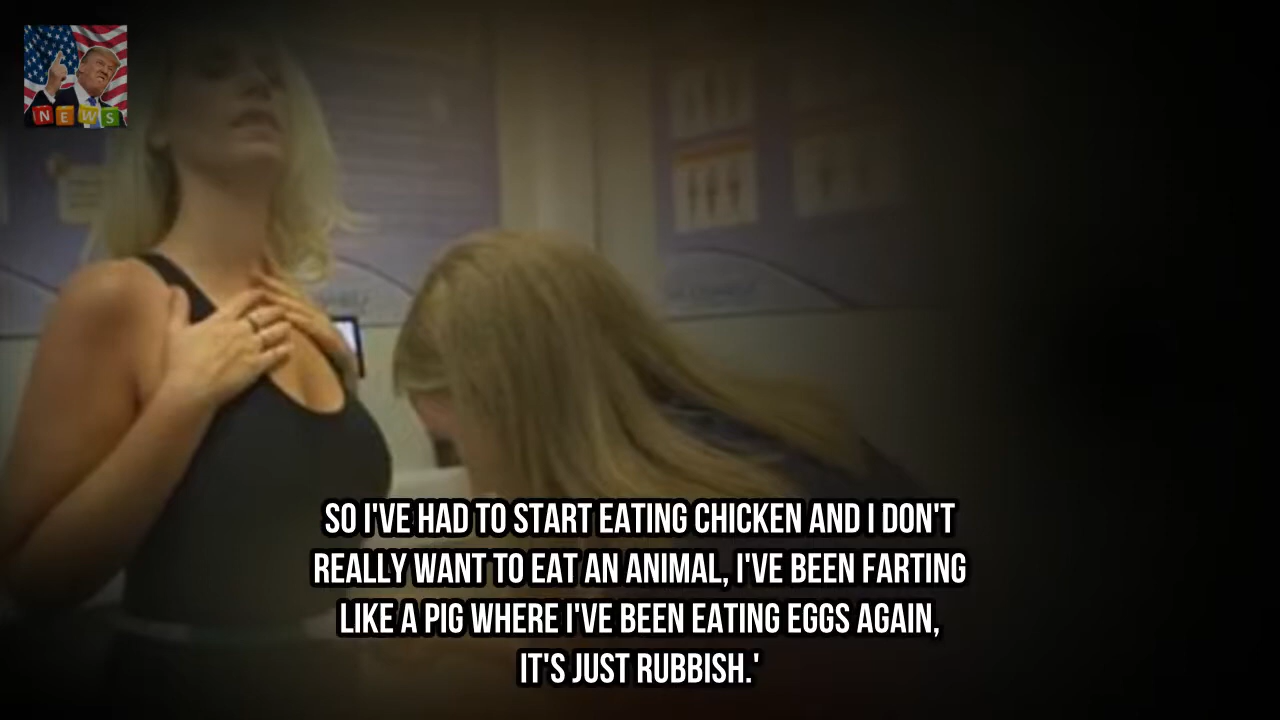 NEWS
SO I'VE HAD TO START EATING CHICKEN AND I DON'T
REALLY WANT TO EAT AN ANIMAL, I'VE BEEN FARTING
LIKE A PIG WHERE I'VE BEEN EATING EGGS AGAIN,
IT'S JUST RUBBISH.'